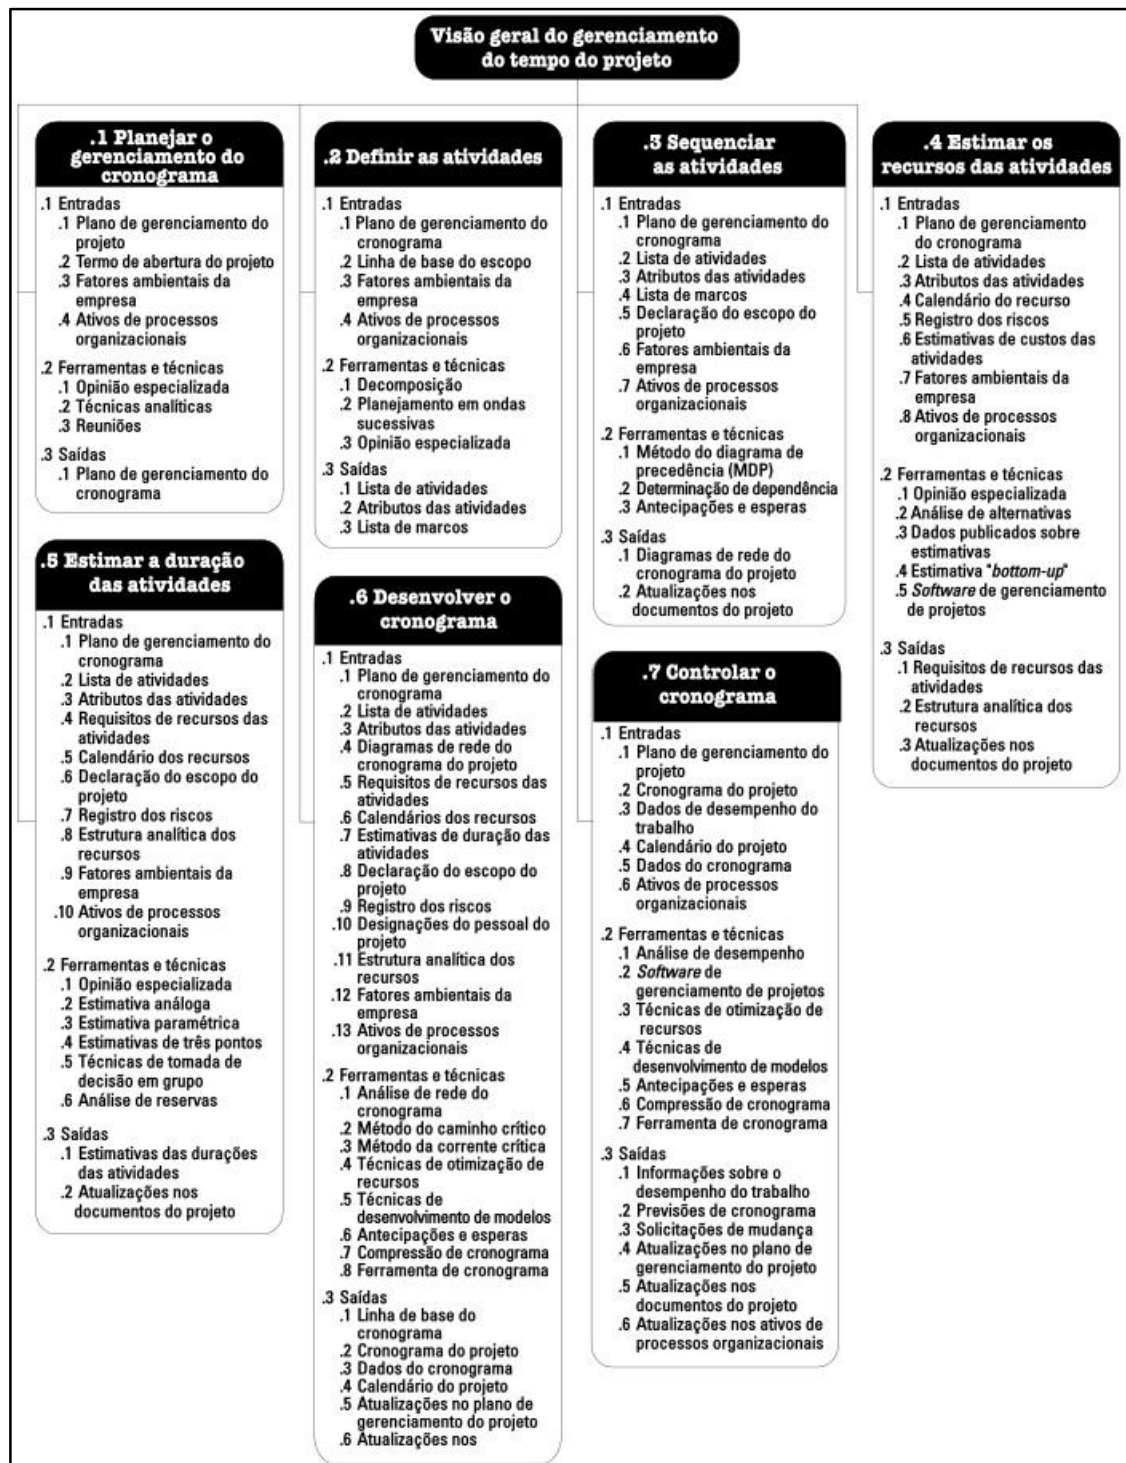 Visão geral do gerenciamento
do tempo do projeto
.1 Planejar o
gerenciamento do
cronograma
.1 Entradas
.1 Plano de gerenciamento do
projeto
.2 Termo de abertura do projeto
.3 Fatores ambientais da
empresa
.4 Ativos de processos
organizacionais
.2 Ferramentas e técnicas
.1 Opinião especializada
.2 Técnicas analíticas
.3 Reuniões
.3 Saídas
.1 Plano de gerenciamento do
cronograma
.2 Definir as atividades
.1 Entradas
.1 Plano de gerenciamento do
cronograma
.2 Linha de base do escopo
.3 Fatores ambientais da
empresa
.4 Ativos de processos
organizacionais
.2 Ferramentas e técnicas
.1 Decomposição
.2 Planejamento em ondas
sucessivas
.3 Opinião especializada
.3 Saídas
.1 Lista de atividades
.2 Atributos das atividades
.3 Lista de marcos
.3 Sequenciar
as atividades
.1 Entradas
.1 Plano de gerenciamento do
cronograma
.2 Lista de atividades
.3 Atributos das atividades
.4 Lista de marcos
.5 Declaração do escopo do
projeto
.6 Fatores ambientais da
empresa
.7 Ativos de processos
organizacionais
.2 Ferramentas e técnicas
.1 Método do diagrama de
precedência (MDP)
.2 Determinação de dependência
.3 Antecipações e esperas
.3 Saídas
.1 Diagramas de rede do
cronograma do projeto
.2 Atualizações nos
documentos do projeto
.4 Estimar os
recursos das atividades
.1 Entradas
.1 Plano de gerenciamento
do cronograma
.2 Lista de atividades
.3 Atributos das atividades
.4 Calendário do recurso
.5 Registro dos riscos
.6 Estimativas de custos das
atividades
.7 Fatores ambientais da
empresa
.8 Ativos de processos
organizacionais
.2 Ferramentas e técnicas
.1 Opinião especializada
.2 Análise de alternativas
.3 Dados publicados sobre
estimativas
.4 Estimativa "bottom-up"
.5 Software de gerenciamento
de projetos
.3 Saídas
.1 Requisitos de recursos das
atividades
.2 Estrutura analítica dos
recursos
.3 Atualizações nos
documentos do projeto
.5 Estimar a duração
das atividades
.1 Entradas
.1 Plano de gerenciamento do
cronograma
.2 Lista de atividades
.3 Atributos das atividades
.4 Requisitos de recursos das
atividades
.5 Calendário dos recursos
.6 Declaração do escopo do
projeto
.7 Registro dos riscos
.8 Estrutura analítica dos
recursos
.9 Fatores ambientais da
empresa
.10 Ativos de processos
organizacionais
.2 Ferramentas e técnicas
.1 Opinião especializada
.2 Estimativa análoga
.3 Estimativa paramétrica
.4 Estimativas de três pontos
.5 Técnicas de tomada de
decisão em grupo
.6 Análise de reservas
.3 Saídas
.1 Estimativas das durações
das atividades
.2 Atualizações nos
documentos do projeto
.6 Desenvolver o
cronograma
.1 Entradas
.1 Plano de gerenciamento do
cronograma
.2 Lista de atividades
.3 Atributos das atividades
.4 Diagramas de rede do
cronograma do projeto
.5 Requisitos de recursos das
atividades
.6 Calendários dos recursos
.7 Estimativas de duração das
atividades
.8 Declaração do escopo do
projeto
.9 Registro dos riscos
.10 Designações do pessoal do
projeto
.11 Estrutura analítica dos
recursos
.12 Fatores ambientais da
empresa
.13 Ativos de processos
organizacionais
.2 Ferramentas e técnicas
.1 Análise de rede do
cronograma
.2 Método do caminho crítico
.3 Método da corrente crítica
.4 Técnicas de otimização de
recursos
.5 Técnicas de
desenvolvimento de modelos
.6 Antecipações e esperas
.7 Compressão de cronograma
.8 Ferramenta de cronograma
.3 Saídas
.1 Linha de base do
cronograma
.2 Cronograma do projeto
.3 Dados do cronograma
.4 Calendário do projeto
.5 Atualizações no plano de
gerenciamento do projeto
.6 Atualizações nos
.7 Controlar o
cronograma
.1 Entradas
.1 Plano de gerenciamento do
projeto
.2 Cronograma do projeto
.3 Dados de desempenho do
trabalho
.4 Calendário do projeto
.5 Dados do cronograma
.6 Ativos de processos
organizacionais
.2 Ferramentas e técnicas
.1 Análise de desempenho
.2 Software de
gerenciamento de projetos
.3 Técnicas de otimização de
recursos
.4 Técnicas de
desenvolvimento de modelos
.5 Antecipações e esperas
.6 Compressão de cronograma
.7 Ferramenta de cronograma
.3 Saídas
.1 Informações sobre o
desempenho do trabalho
.2 Previsões de cronograma
.3 Solicitações de mudança
.4 Atualizações no plano de
gerenciamento do projeto
.5 Atualizações nos
documentos do projeto
.6 Atualizações nos ativos de
processos organizacionais